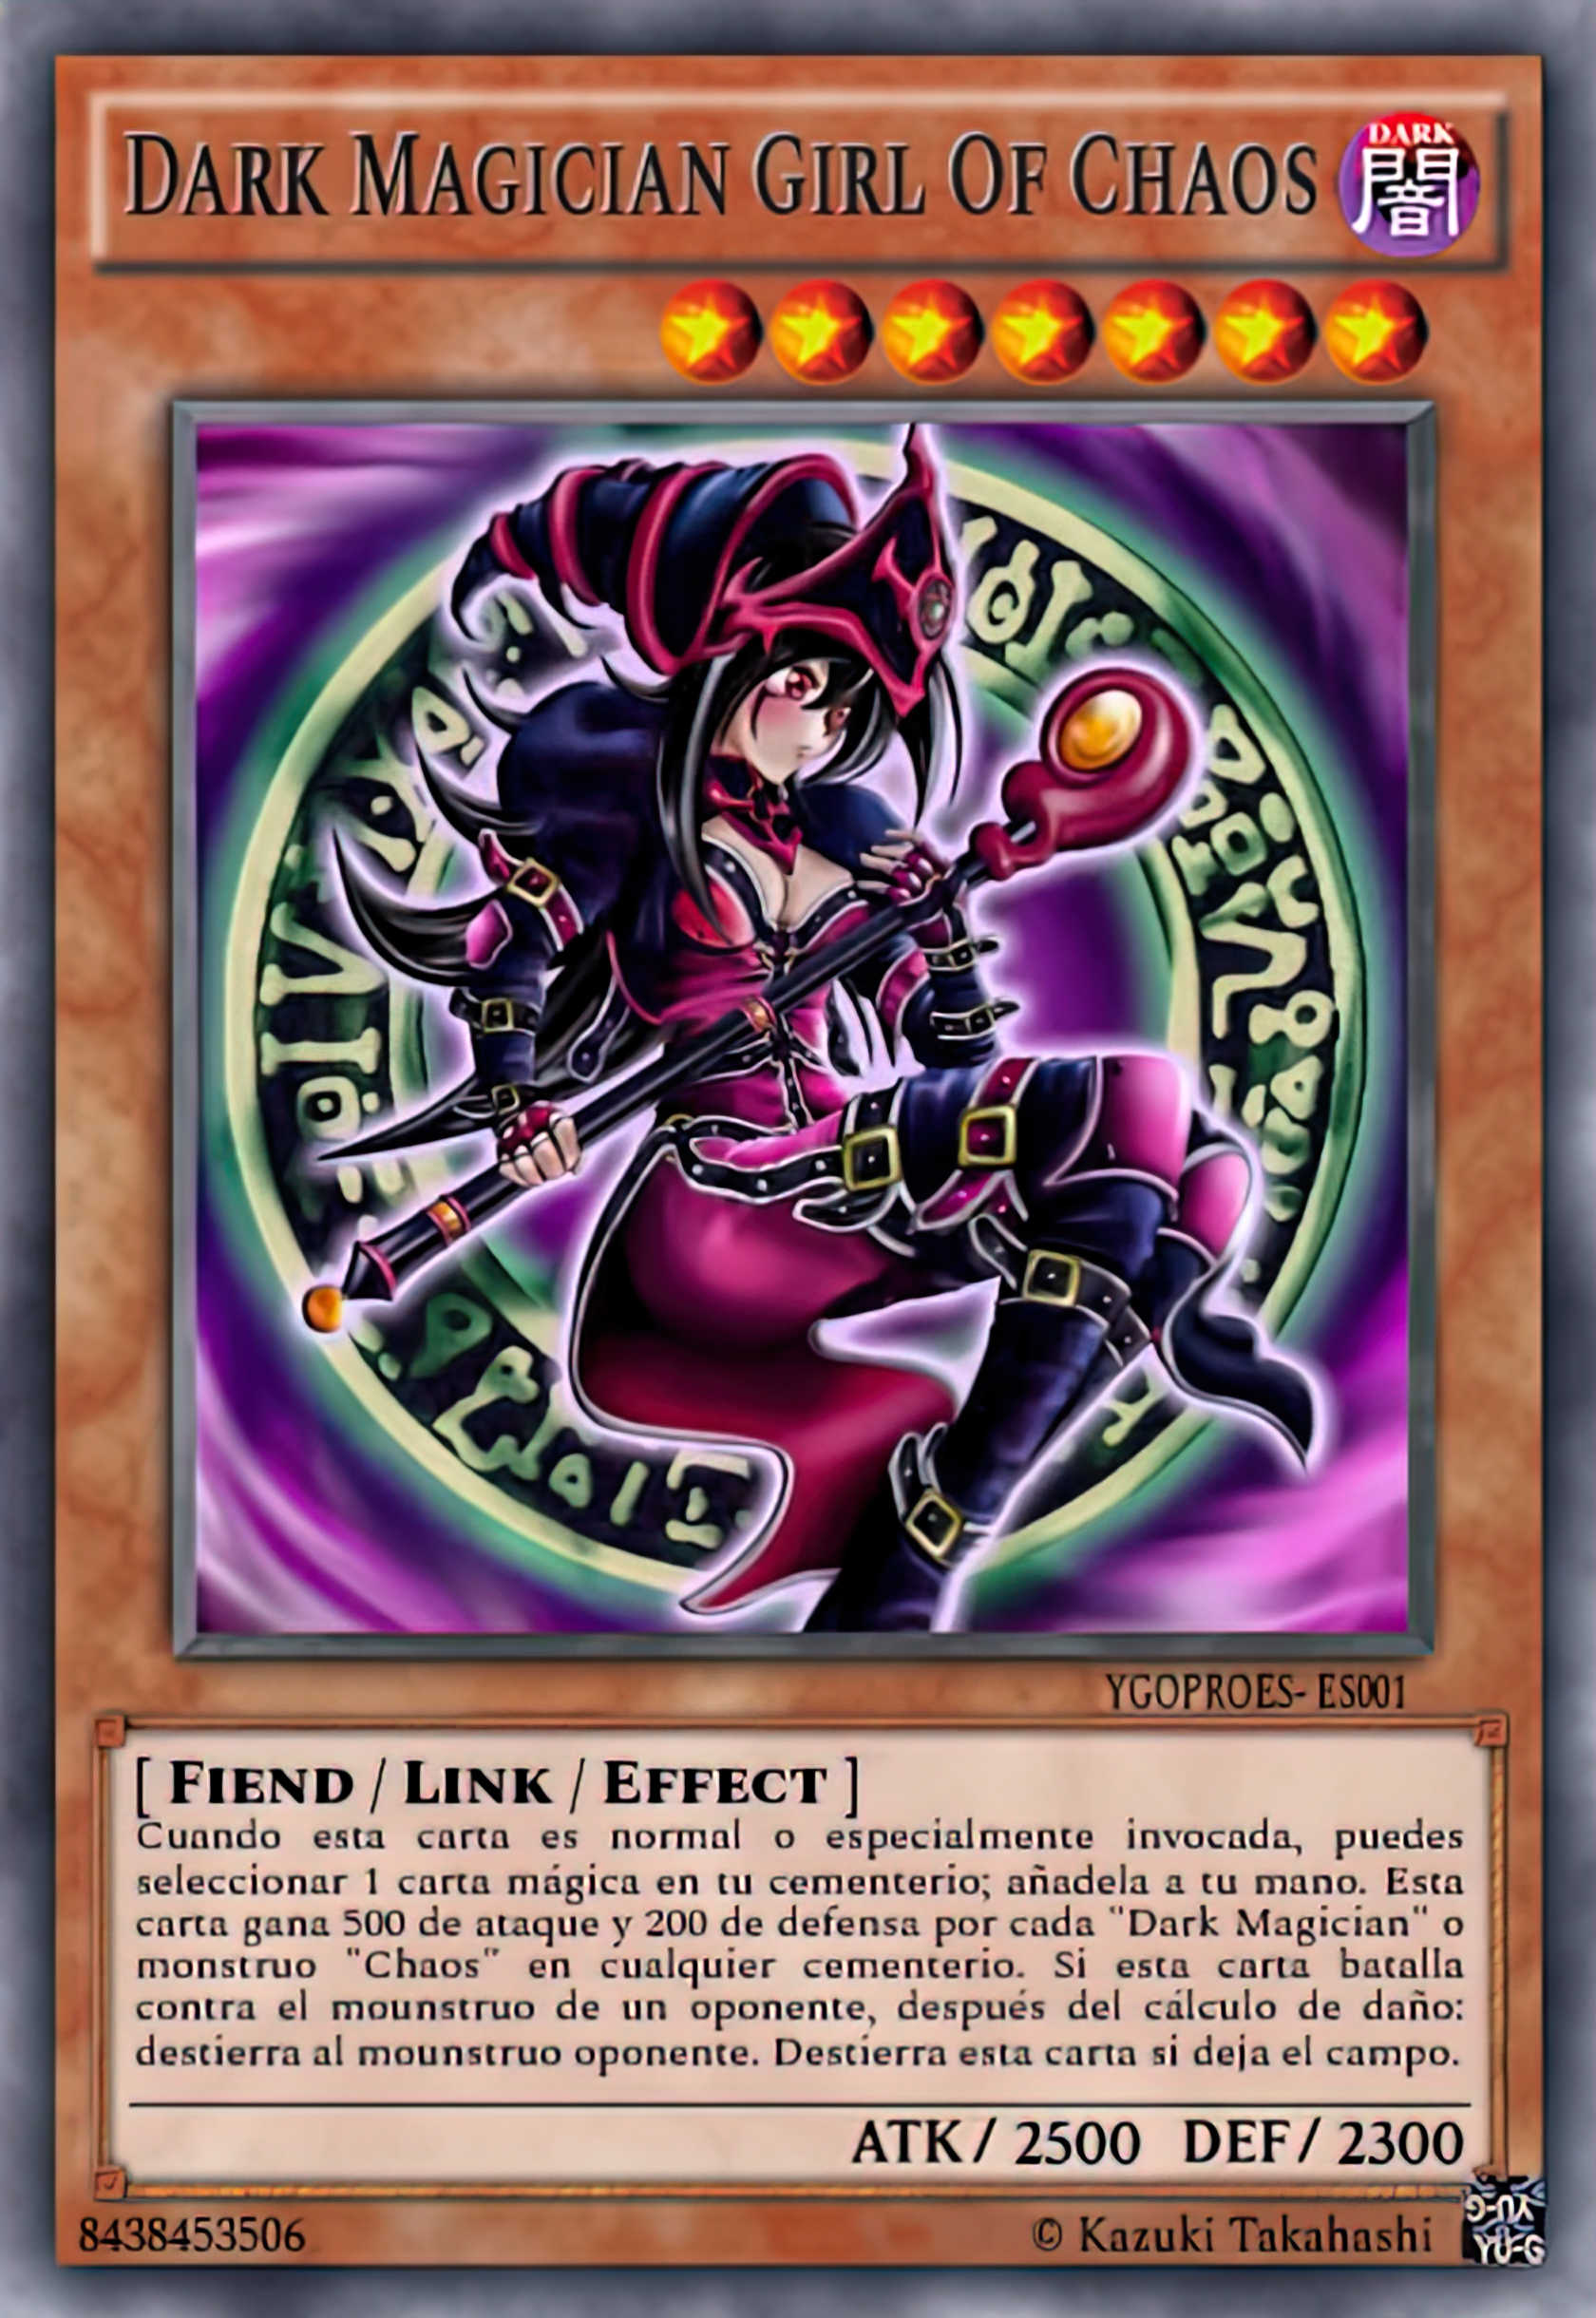 DARK MAGICIAN GIRL OF CHAOS
DARK
闇
YGOPROES- ES001
[ FIEND / LINK / EFFECT ]
Cuando esta carta es normal o especialmente invocada, puedes
seleccionar 1 carta mágica en tu cementerio; añadela a tu mano. Esta
carta gana 500 de ataque y 200 de defensa por cada "Dark Magician" o
monstruo "Chaos" en cualquier cementerio. Si esta carta batalla
contra el mounstruo de un oponente, después del cálculo de daño:
destierra al mounstruo oponente. Destierra esta carta si deja el campo.
ATK/ 2500 DEF/ 2300
8438453506
© Kazuki Takahashi